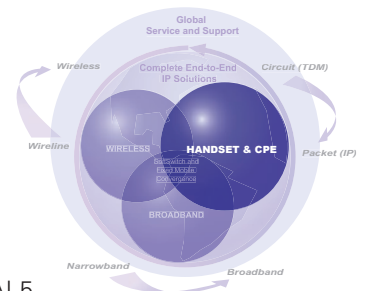 Global
Service and Support
Wireless
Complete End-to-End
IP Solutions
Circuit (TDM)
Wireline
WIRELESS
HANDSET & CPE
Packet (IP)
Softswitch and
Fixed Mobile
Convergence
BROADBAND
Narrowband
Broadband